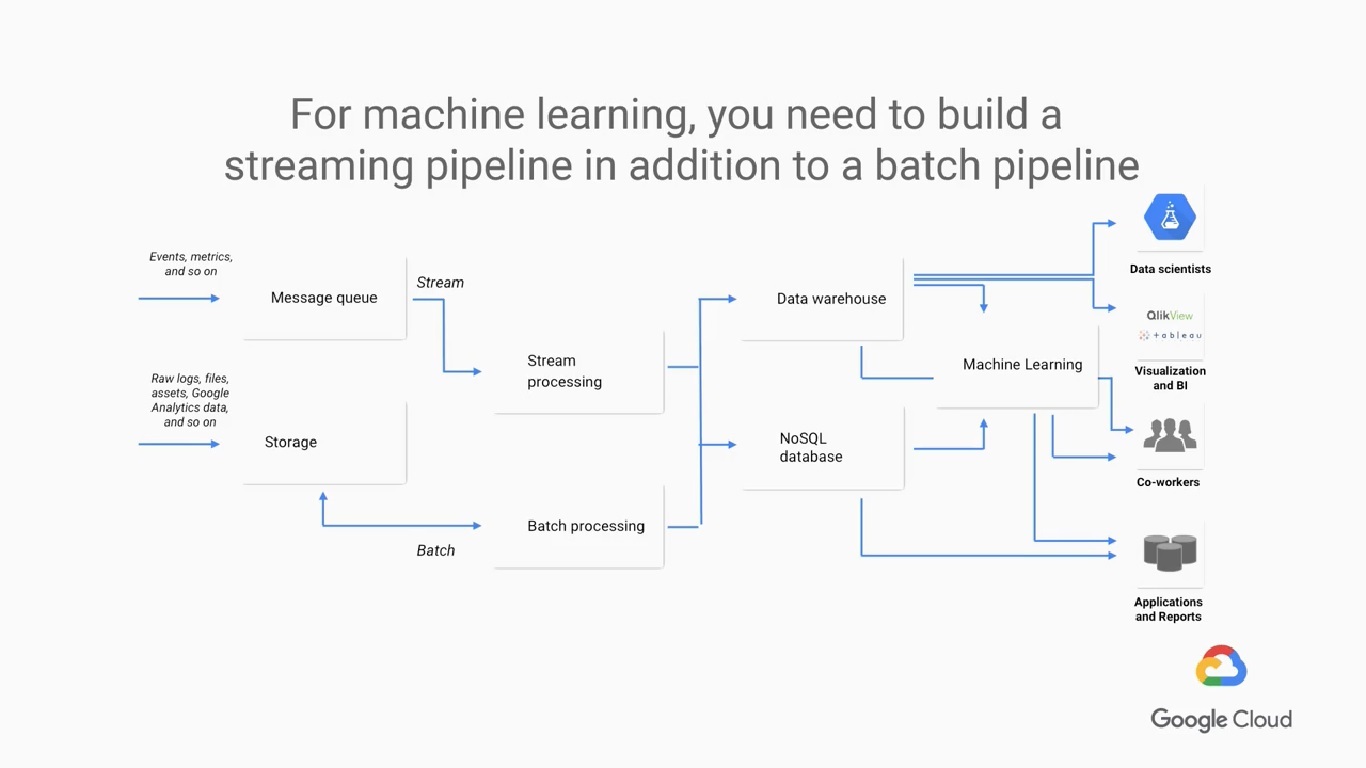 For machine learning, you need to build a
streaming pipeline in addition to a batch pipeline
Events, metrics,
and so on
Message queue
Stream
Raw logs, files,
assets, Google
Analytics data,
and so on
Storage
Batch
Stream
processing
Batch processing
Data warehouse
NoSQL
database
Machine Learning
Data scientists
QlikView
+ a b l e a u
Visualization
and BI
Co-workers
Applications
and Reports
Google Cloud